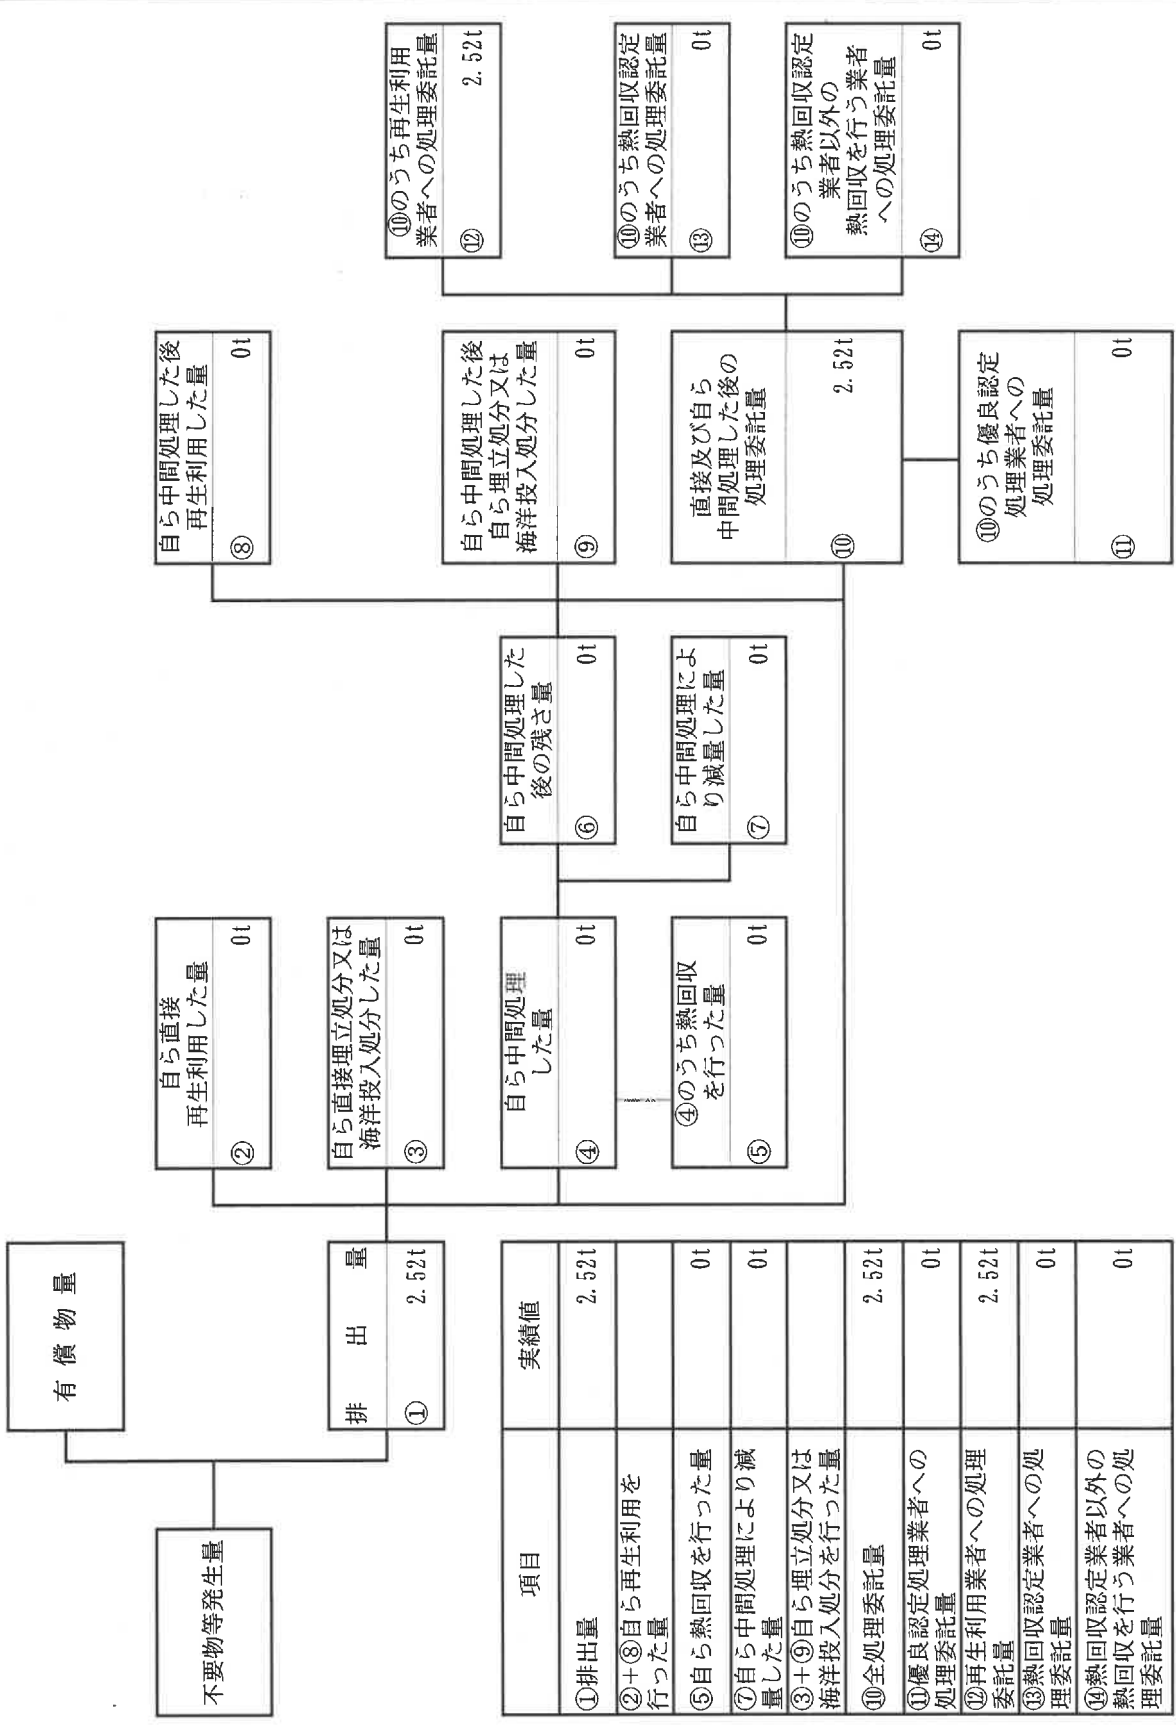 有償物量
不要物等発生量
排出量
① 2.52t
自ら直接
再生利用した量
② 0t
自ら直接埋立処分又は
海洋投入処分した量
③ 0t
自ら中間処理
した量
④ 0t
④のうち熱回収
を行った量
⑤ 0t
自ら中間処理した
後の残さ量
⑥ 0t
自ら中間処理によ
り減量した量
⑦ 0t
自ら中間処理した後
再生利用した量
⑧ 0t
自ら中間処理した後
自ら埋立処分又は
海洋投入処分した量
⑨ 0t
直接及び自ら
中間処理した後の
処理委託量
⑩ 2.52t
⑩のうち優良認定
処理業者への
処理委託量
⑪ 0t
⑩のうち再生利用
業者への処理委託量
⑫ 2.52t
⑩のうち熱回収認定
業者への処理委託量
⑬ 0t
⑩のうち熱回収認定
業者以外の
熱回収を行う業者
への処理委託量
⑭ 0t
項目 実績値
①排出量 2.52t
②+⑧自ら再生利用を
行った量
⑤自ら熱回収を行った量 0t
⑦自ら中間処理により減
量した量 0t
③+⑨自ら埋立処分又は
海洋投入処分を行った量
⑩全処理委託量 2.52t
⑪優良認定処理業者への
処理委託量 0t
⑫再生利用業者への処理
委託量 2.52t
⑬熱回収認定業者への処
理委託量 0t
⑭熱回収認定業者以外の
熱回収を行う業者への処
理委託量 0t